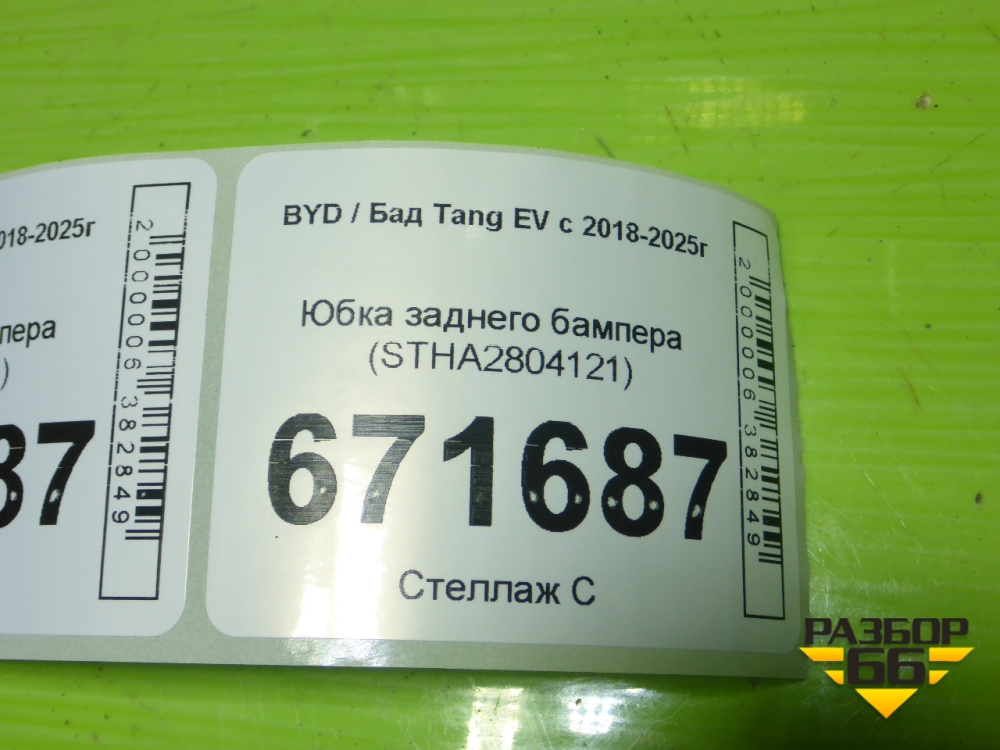 018-2025г
мпера
)
87
2000006382849
BYD / Бад Tang EV с 2018-2025г
Юбка заднего бампера
(STHA2804121)
671687
Стеллаж С
2000006382849
РАЗБОР
66